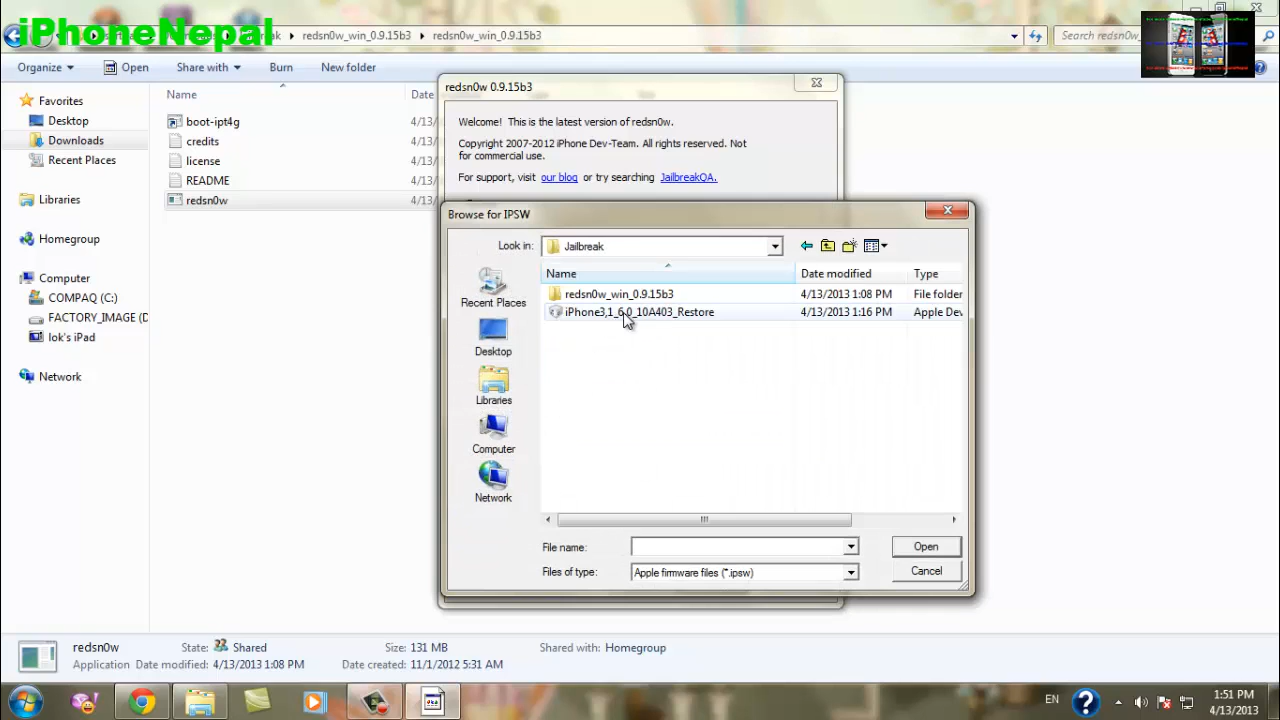 iPhoneNepal
redsn0w_win_0.9.15b3
redsn0w_win_0.9.15b3
Search redsn0w_
Organize
Open
Share with
Burn
New folder
Favorites
Desktop
Downloads
Recent Places
Libraries
Homegroup
Computer
COMPAQ (C:)
FACTORY_IMAGE (D
lok's iPad
Network
Name
Date
boot-ipt4g
4/13
credits
4/13
license
4/13
README
4/13
redsn0w
4/13
redsn0w 0.9.15b3
Welcome! This is the latest version of redsn0w.
Copyright 2007-2012 iPhone Dev-Team. All rights reserved. Not
for commercial use.
For support, visit our blog or try searching JailbreakQA.
Browse for IPSW
Look in:
Jailbreak
Recent Places
Desktop
Libraries
Computer
Network
Name
Date modified
Type
redsn0w_win_0.9.15b3
4/13/2013 1:08 PM
File folder
iPhone3,1_6.0_10A403_Restore
4/13/2013 1:16 PM
Apple Dev
File name:
Open
Files of type:
Apple firmware files (*.ipsw)
Cancel
redsn0w
State:
Shared
Size: 131 MB
Shared with: Homegroup
Application
Date modified: 4/13/2013 1:08 PM
Date created: 11/1/2012 5:31 AM
EN
1:51 PM
4/13/2013